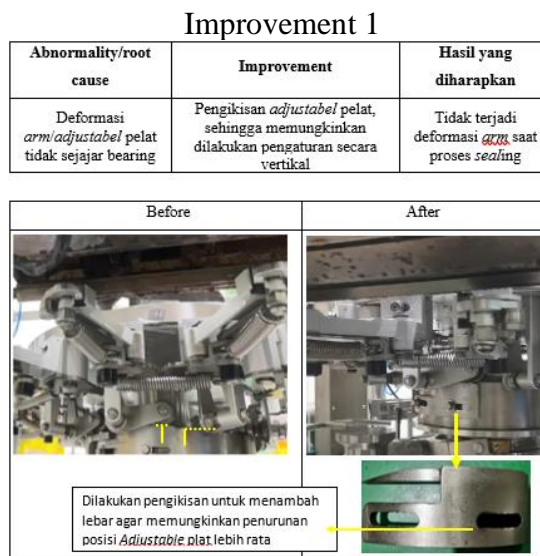 Improvement 1
Abnormality/root
cause
Improvement
Hasil yang
diharapkan
Deformasi
arm/adjustabel pelat
tidak sejajar bearing
Pengikisan adjustabel pelat,
sehingga memungkinkan
dilakukan pengaturan secara
vertikal
Tidak terjadi
deformasi arm saat
proses sealing
Before
After
Dilakukan pengikisan untuk menambah
lebar agar memungkinkan penurunan
posisi Adjustable plat lebih rata